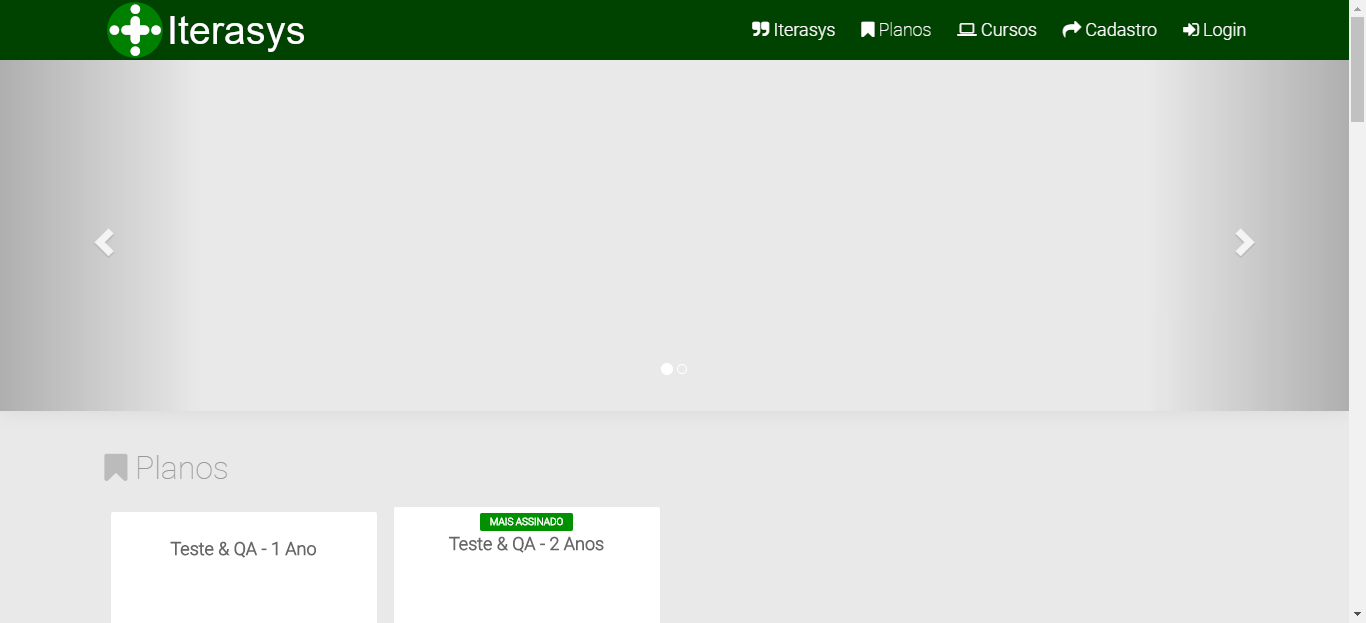 Iterasys
Iterasys Planos Cursos Cadastro Login
Planos
Teste & QA - 1 Ano
MAIS ASSINADO
Teste & QA - 2 Anos